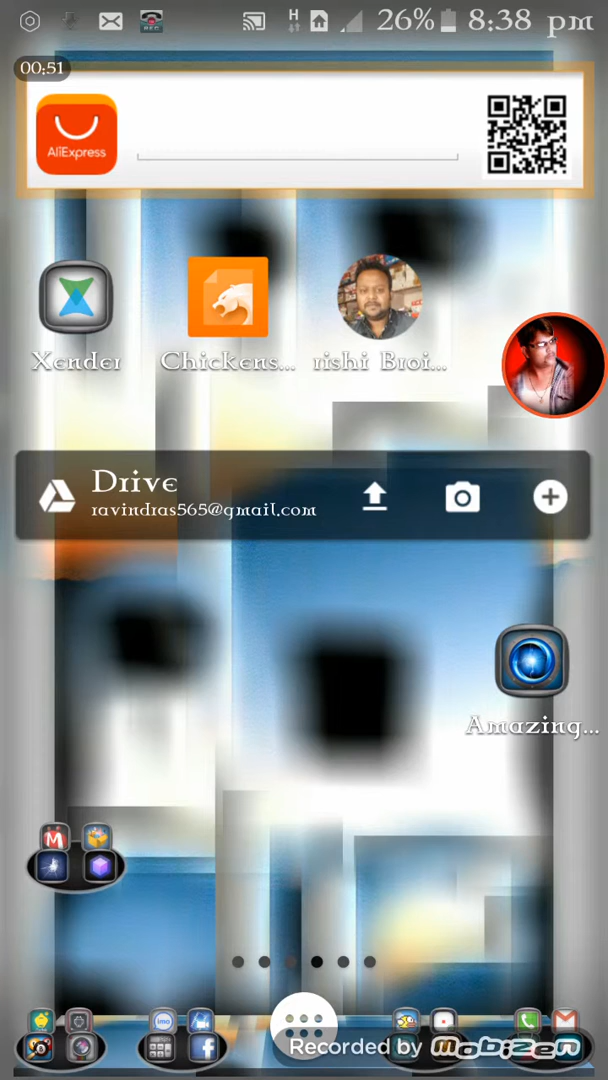 H 26% 8:38 pm
00:51
AliExpress
Xender
Chickens...
rishi Broi...
Drive
ravindras565@gmail.com
Amazing...
Recorded by mobizen